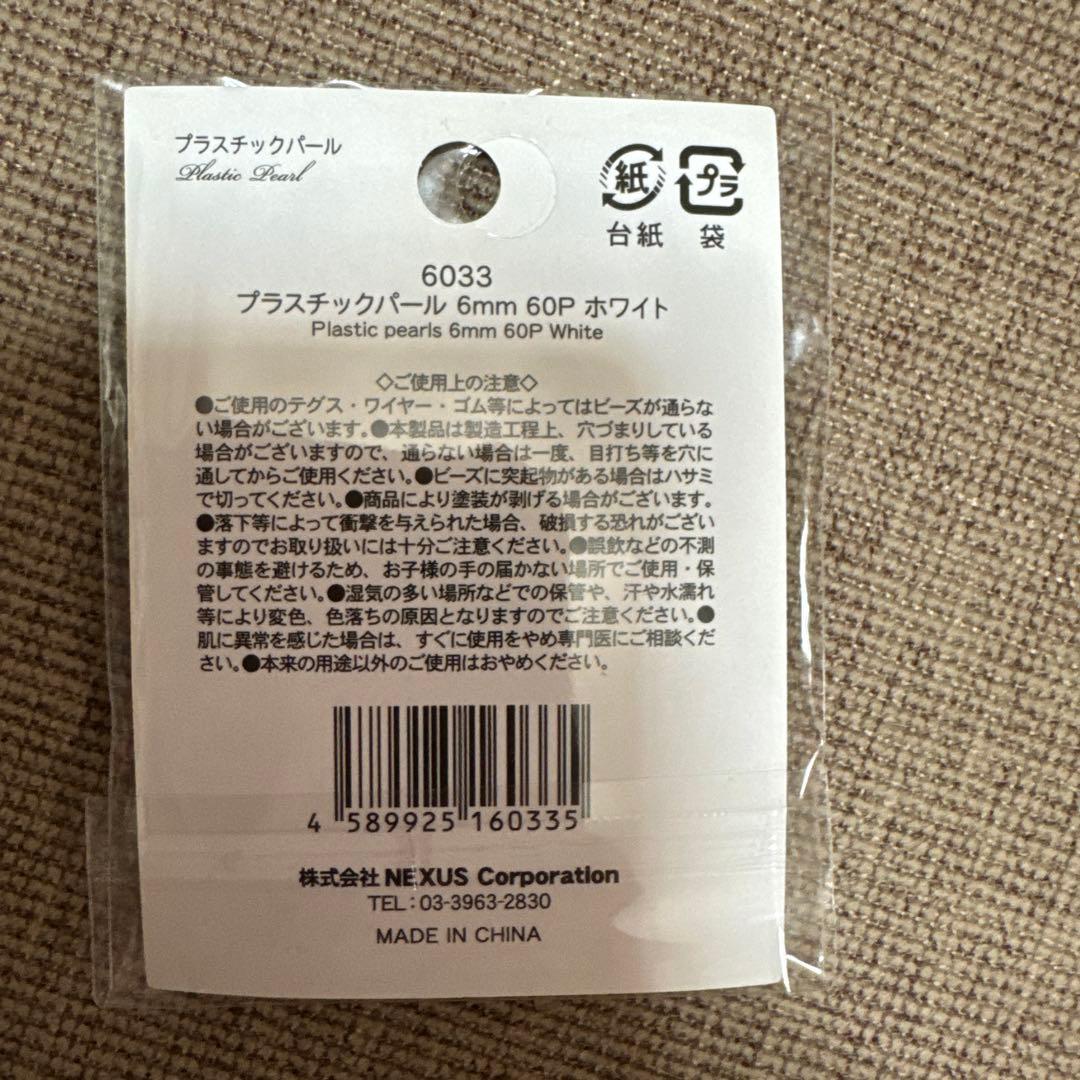 プラスチックパール
Plastic Pearl
紙 プラ
台紙 袋
6033
プラスチックパール 6mm 60P ホワイト
Plastic pearls 6mm 60P White
◇ご使用上の注意◇
●ご使用のテグス・ワイヤー・ゴム等によってはビーズが通らな
い場合がございます。●本製品は製造工程上、穴づまりしている
場合がございますので、通らない場合は一度、目打ち等を穴に
通してからご使用ください。●ビーズに突起物がある場合はハサミ
で切ってください。●商品により塗装が剥げる場合がございます。
●落下等によって衝撃を与えられた場合、破損する恐れがござい
ますのでお取り扱いには十分ご注意ください。●誤飲などの不測
の事態を避けるため、お子様の手の届かない場所でご使用・保
管してください。●湿気の多い場所などでの保管や、汗や水濡れ
等により変色、色落ちの原因となりますのでご注意ください。●
肌に異常を感じた場合は、すぐに使用をやめ専門医にご相談くだ
さい。●本来の用途以外のご使用はおやめください。
4 589925 160335
株式会社 NEXUS Corporation
TEL:03-3963-2830
MADE IN CHINA